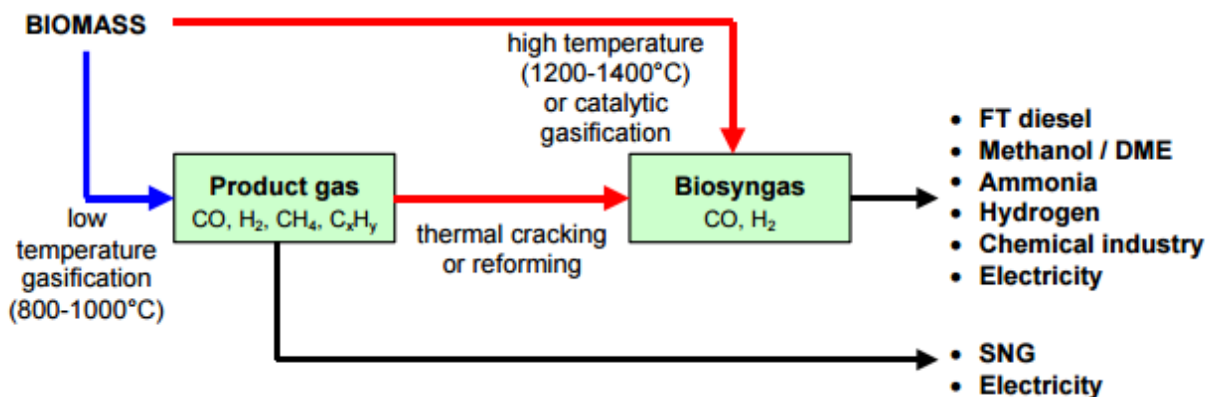 BIOMASS
high temperature
(1200-1400°C)
or catalytic
gasification
low
temperature
gasification
(800-1000°C)
Product gas
CO, H₂, CH₄, CₓHᵧ
thermal cracking
or reforming
Biosyngas
CO, H₂
• FT diesel
• Methanol / DME
• Ammonia
• Hydrogen
• Chemical industry
• Electricity
• SNG
• Electricity